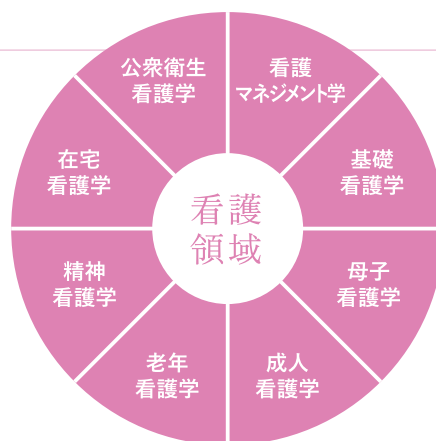 看護
領域
看護
マネジメント学
基礎
看護学
母子
看護学
成人
看護学
老年
看護学
精神
看護学
在宅
看護学
公衆衛生
看護学